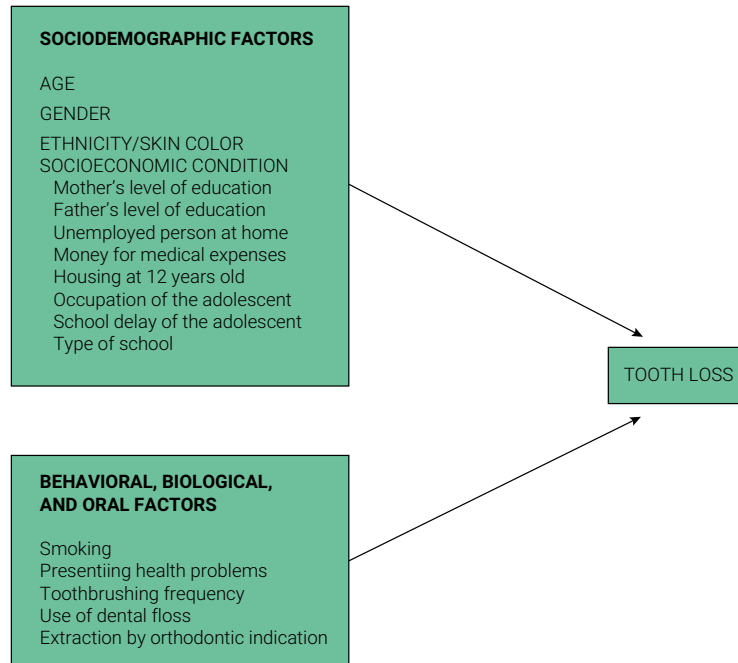 SOCIODEMOGRAPHIC FACTORS
AGE
GENDER
ETHNICITY/SKIN COLOR
SOCIOECONOMIC CONDITION
Mother's level of education
Father's level of education
Unemployed person at home
Money for medical expenses
Housing at 12 years old
Occupation of the adolescent
School delay of the adolescent
Type of school
TOOTH LOSS
BEHAVIORAL, BIOLOGICAL,
AND ORAL FACTORS
Smoking
Presentiing health problems
Toothbrushing frequency
Use of dental floss
Extraction by orthodontic indication